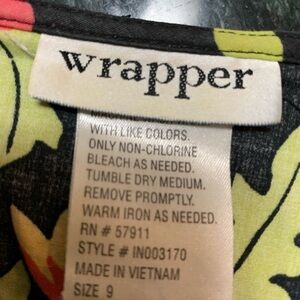 wrapper
WITH LIKE COLORS.
ONLY NON-CHLORINE
BLEACH AS NEEDED.
TUMBLE DRY MEDIUM.
REMOVE PROMPTLY.
WARM IRON AS NEEDED.
RN # 57911
STYLE # IN003170
MADE IN VIETNAM
SIZE 9